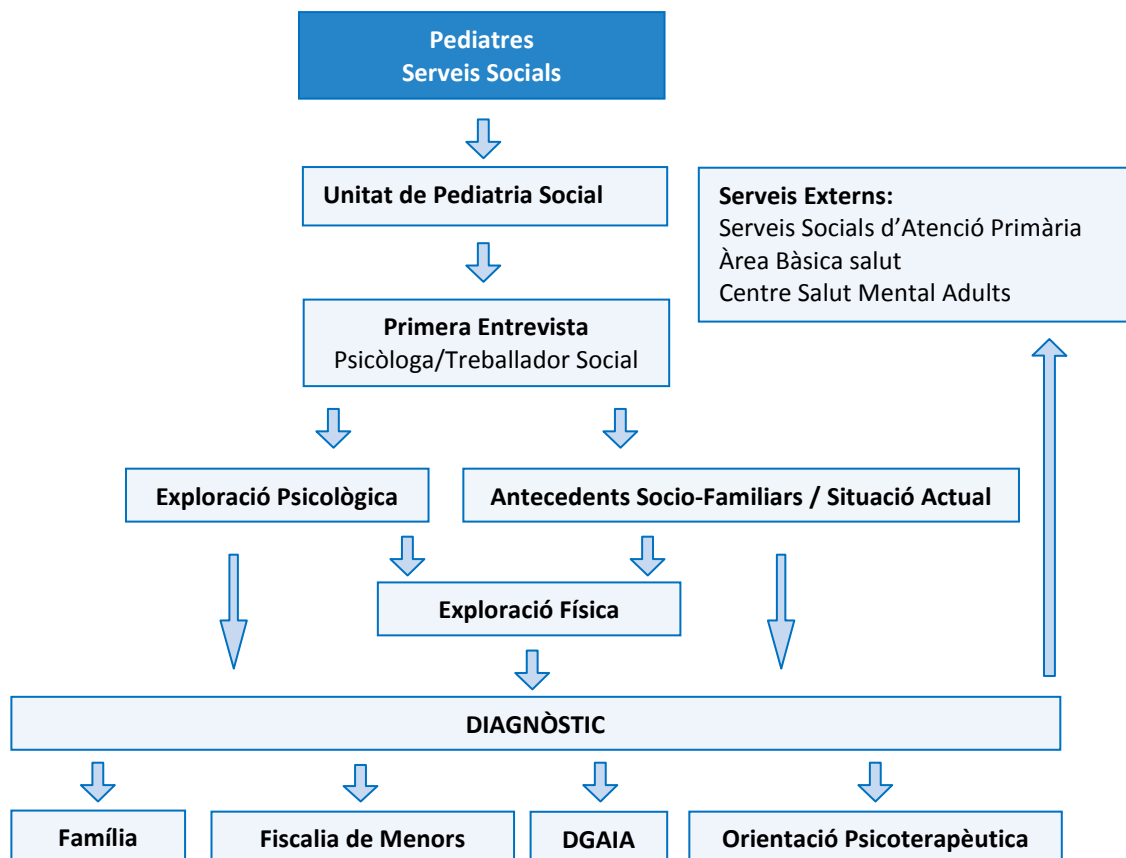 Pediatres
Serveis Socials
Unitat de Pediatria Social
Serveis Externs:
Serveis Socials d’Atenció Primària
Àrea Bàsica salut
Centre Salut Mental Adults
Primera Entrevista
Psicòloga/Treballador Social
Exploració Psicològica
Antecedents Socio-Familiars / Situació Actual
Exploració Física
DIAGNÒSTIC
Família
Fiscalia de Menors
DGAIA
Orientació Psicoterapèutica